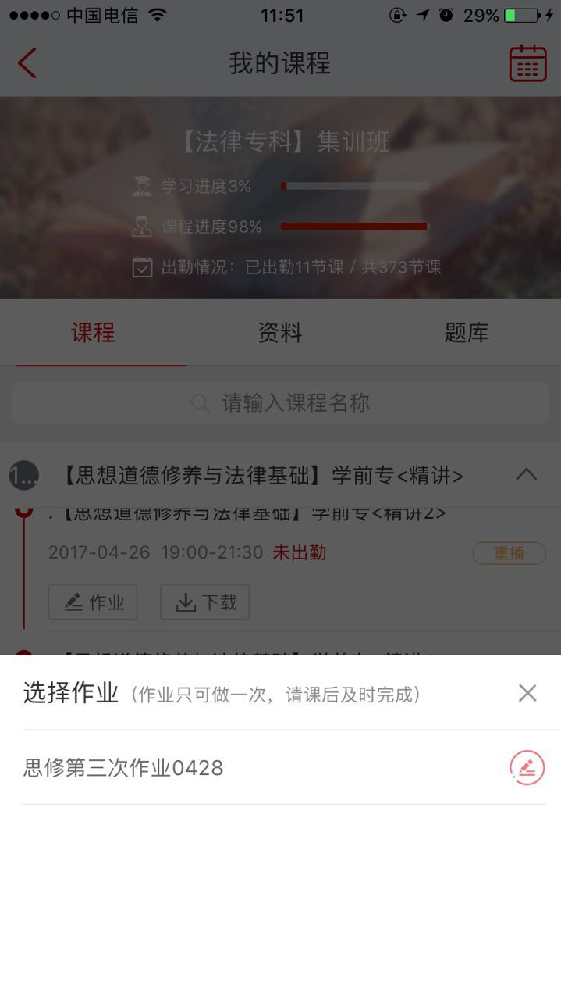 中国电信 11:51 29%
我的课程
【法律专科】集训班
学习进度3%
课程进度98%
出勤情况：已出勤11节课 / 共373节课
课程 资料 题库
请输入课程名称
1... 【思想道德修养与法律基础】学前专<精讲>
.【思想道德修养与法律基础】学前专<精讲2>
2017-04-26 19:00-21:30 未出勤 重播
作业 下载
选择作业（作业只可做一次，请课后及时完成）
思修第三次作业0428